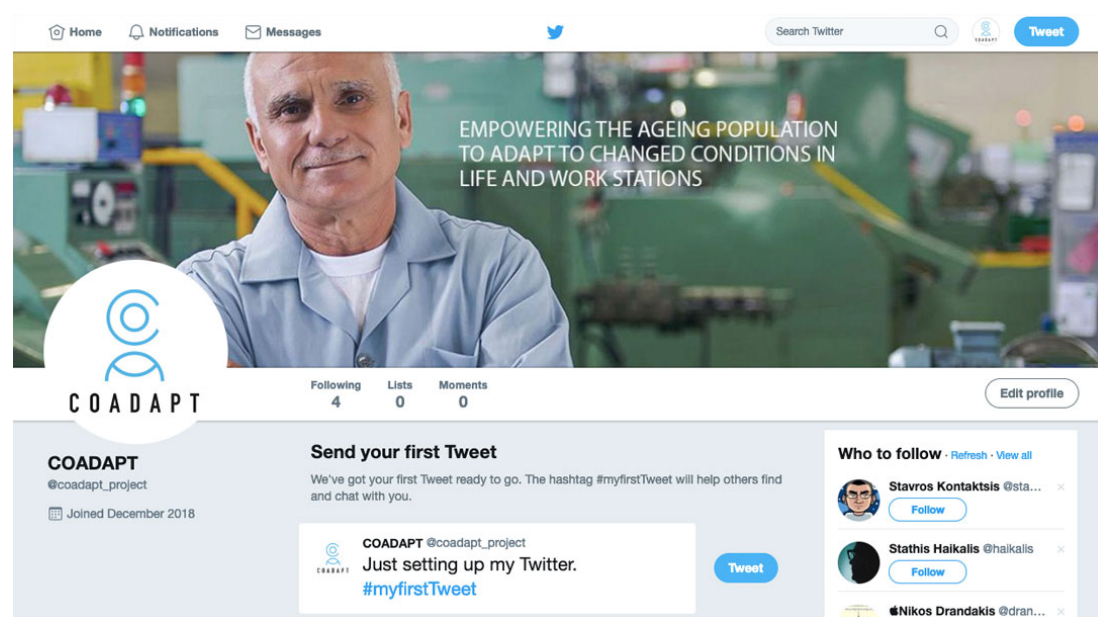 Home Notifications Messages Search Twitter Tweet
EMPOWERING THE AGEING POPULATION
TO ADAPT TO CHANGED CONDITIONS IN
LIFE AND WORK STATIONS
COADAPT
Following Lists Moments
4 0 0
Edit profile
COADAPT
@coadapt_project
Joined December 2018
Send your first Tweet
We've got your first Tweet ready to go. The hashtag #myfirstTweet will help others find
and chat with you.
COADAPT
COADAPT @coadapt_project
Just setting up my Twitter.
#myfirstTweet
Tweet
Who to follow · Refresh · View all
Stavros Kontaktsis @sta...
Follow
Stathis Haikalis @haikalis
Follow
Nikos Drandakis @dran...